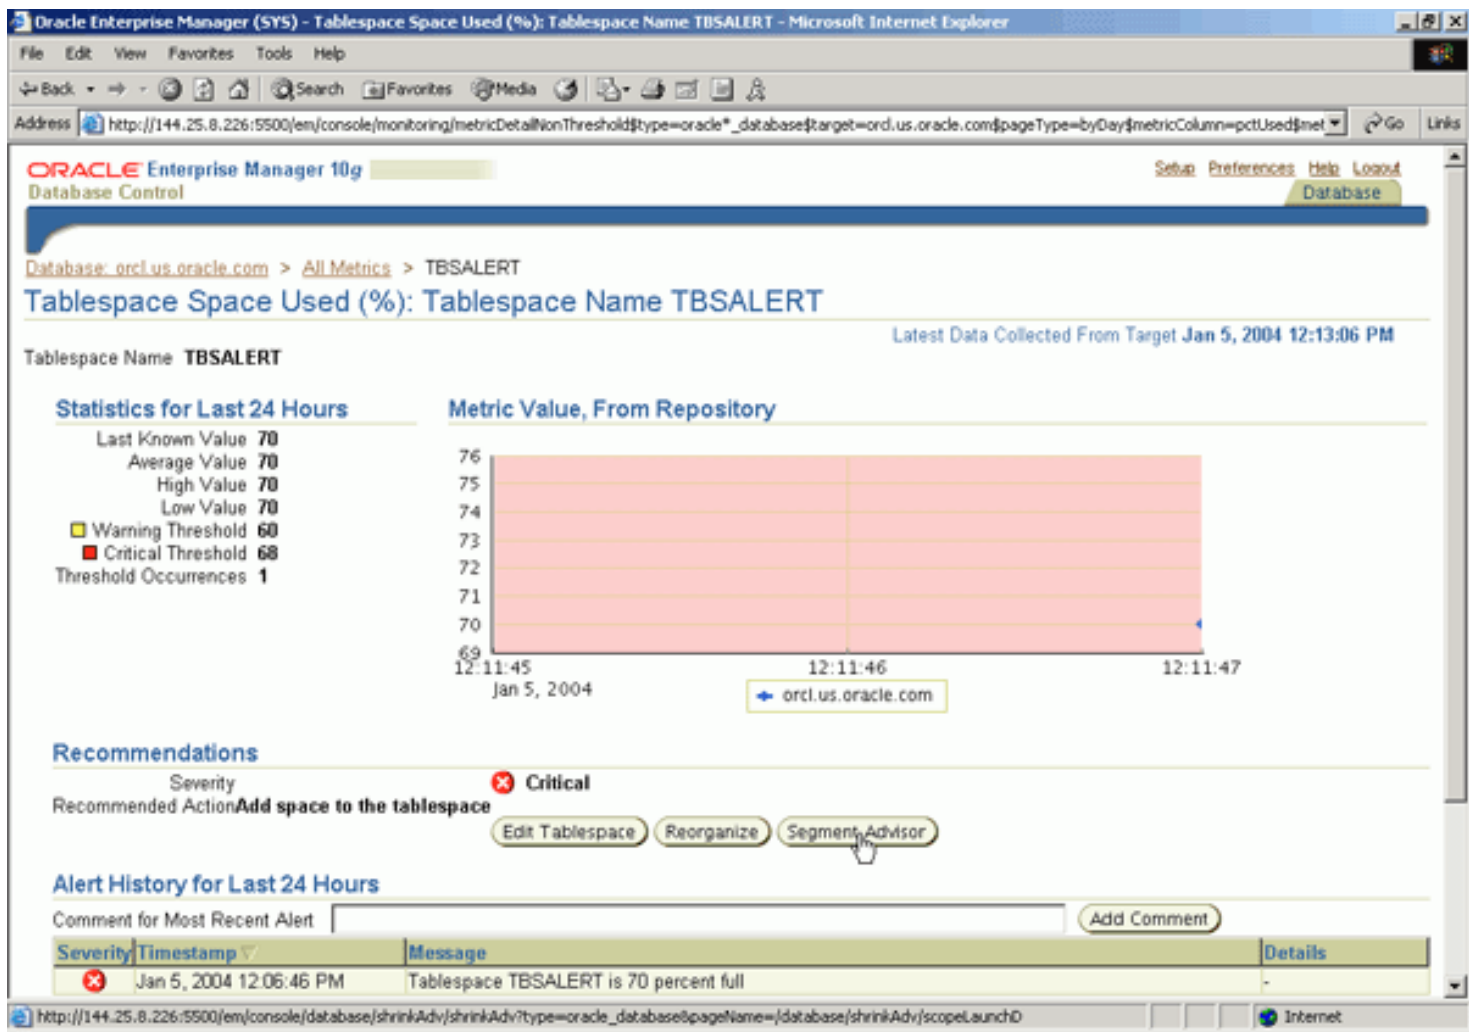 Oracle Enterprise Manager (SYS) - Tablespace Space Used (%): Tablespace Name TBSALERT - Microsoft Internet Explorer
File Edit View Favorites Tools Help
Back Search Favorites Media
Address http://144.25.8.226:5500/em/console/monitoring/metricDetailNonThreshold$type=oracle*_database$target=orcl.us.oracle.com$pageType=byDay$metricColumn=pctUsed$met Go Links
ORACLE Enterprise Manager 10g
Setup Preferences Help Logout
Database Control
Database
Database: orcl.us.oracle.com > All Metrics > TBSALERT
Tablespace Space Used (%): Tablespace Name TBSALERT
Latest Data Collected From Target Jan 5, 2004 12:13:06 PM
Tablespace Name TBSALERT
Statistics for Last 24 Hours
Last Known Value 70
Average Value 70
High Value 70
Low Value 70
Warning Threshold 60
Critical Threshold 68
Threshold Occurrences 1
Metric Value, From Repository
76
75
74
73
72
71
70
69
12:11:45 12:11:46 12:11:47
Jan 5, 2004
orcl.us.oracle.com
Recommendations
Severity Critical
Recommended Action Add space to the tablespace
Edit Tablespace Reorganize Segment Advisor
Alert History for Last 24 Hours
Comment for Most Recent Alert Add Comment
Severity Timestamp Message Details
Jan 5, 2004 12:06:46 PM Tablespace TBSALERT is 70 percent full -
http://144.25.8.226:5500/em/console/database/shrinkAdv/shrinkAdv?type=oracle_database&pageName=/database/shrinkAdv/scopeLaunchD Internet